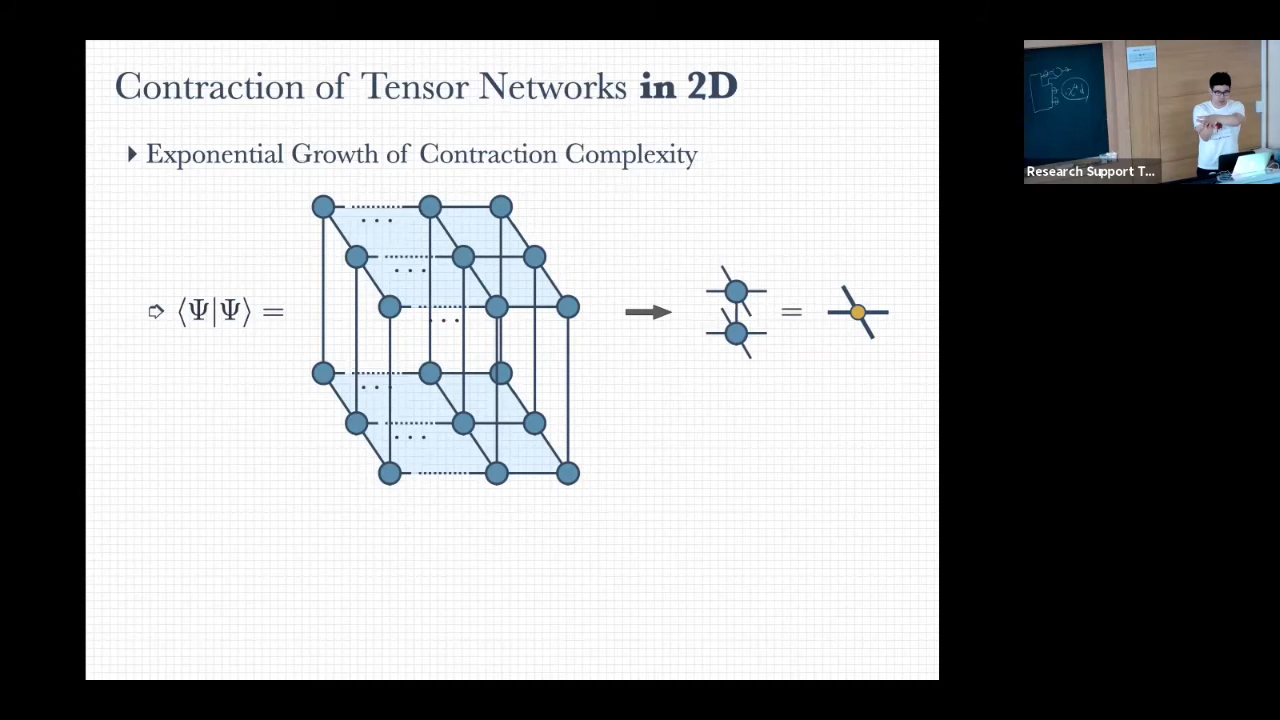 Contraction of Tensor Networks in 2D
Exponential Growth of Contraction Complexity
⟨Ψ|Ψ⟩ =
=
Research Support T...